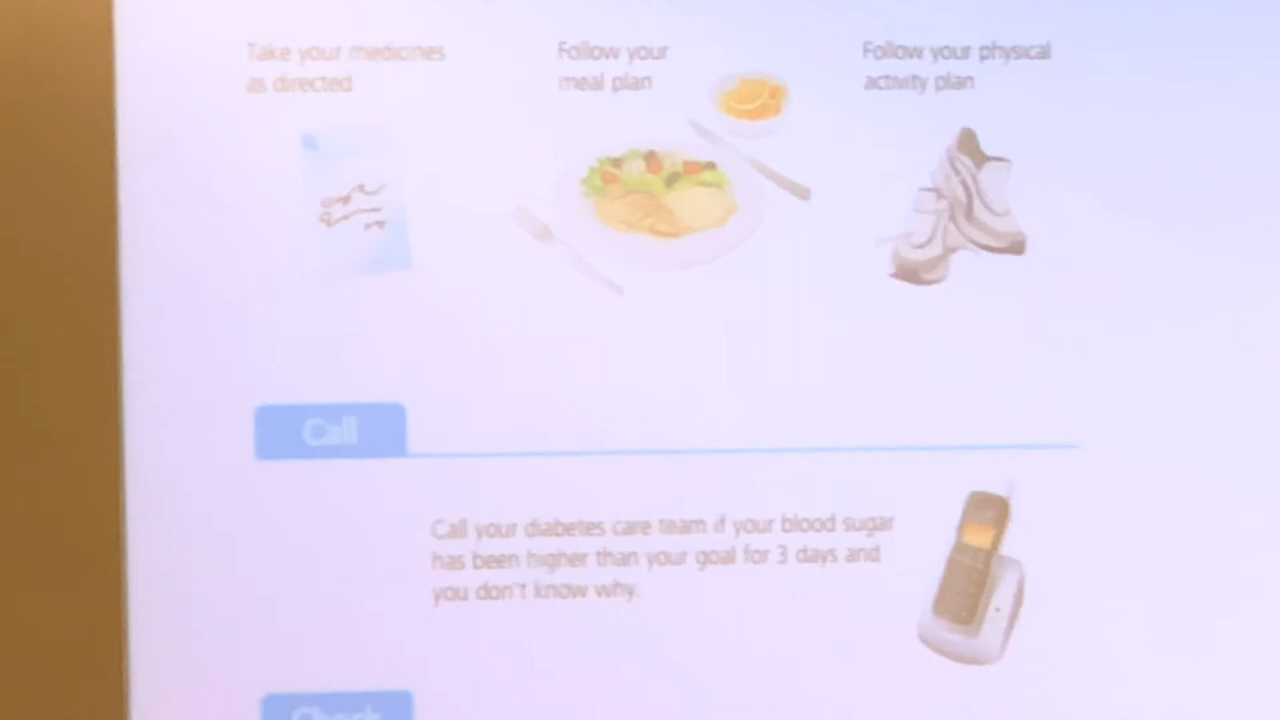 Take your medicines
as directed
Follow your
meal plan
Follow your physical
activity plan
Call
Call your diabetes care team if your blood sugar
has been higher than your goal for 3 days and
you don't know why.
Check